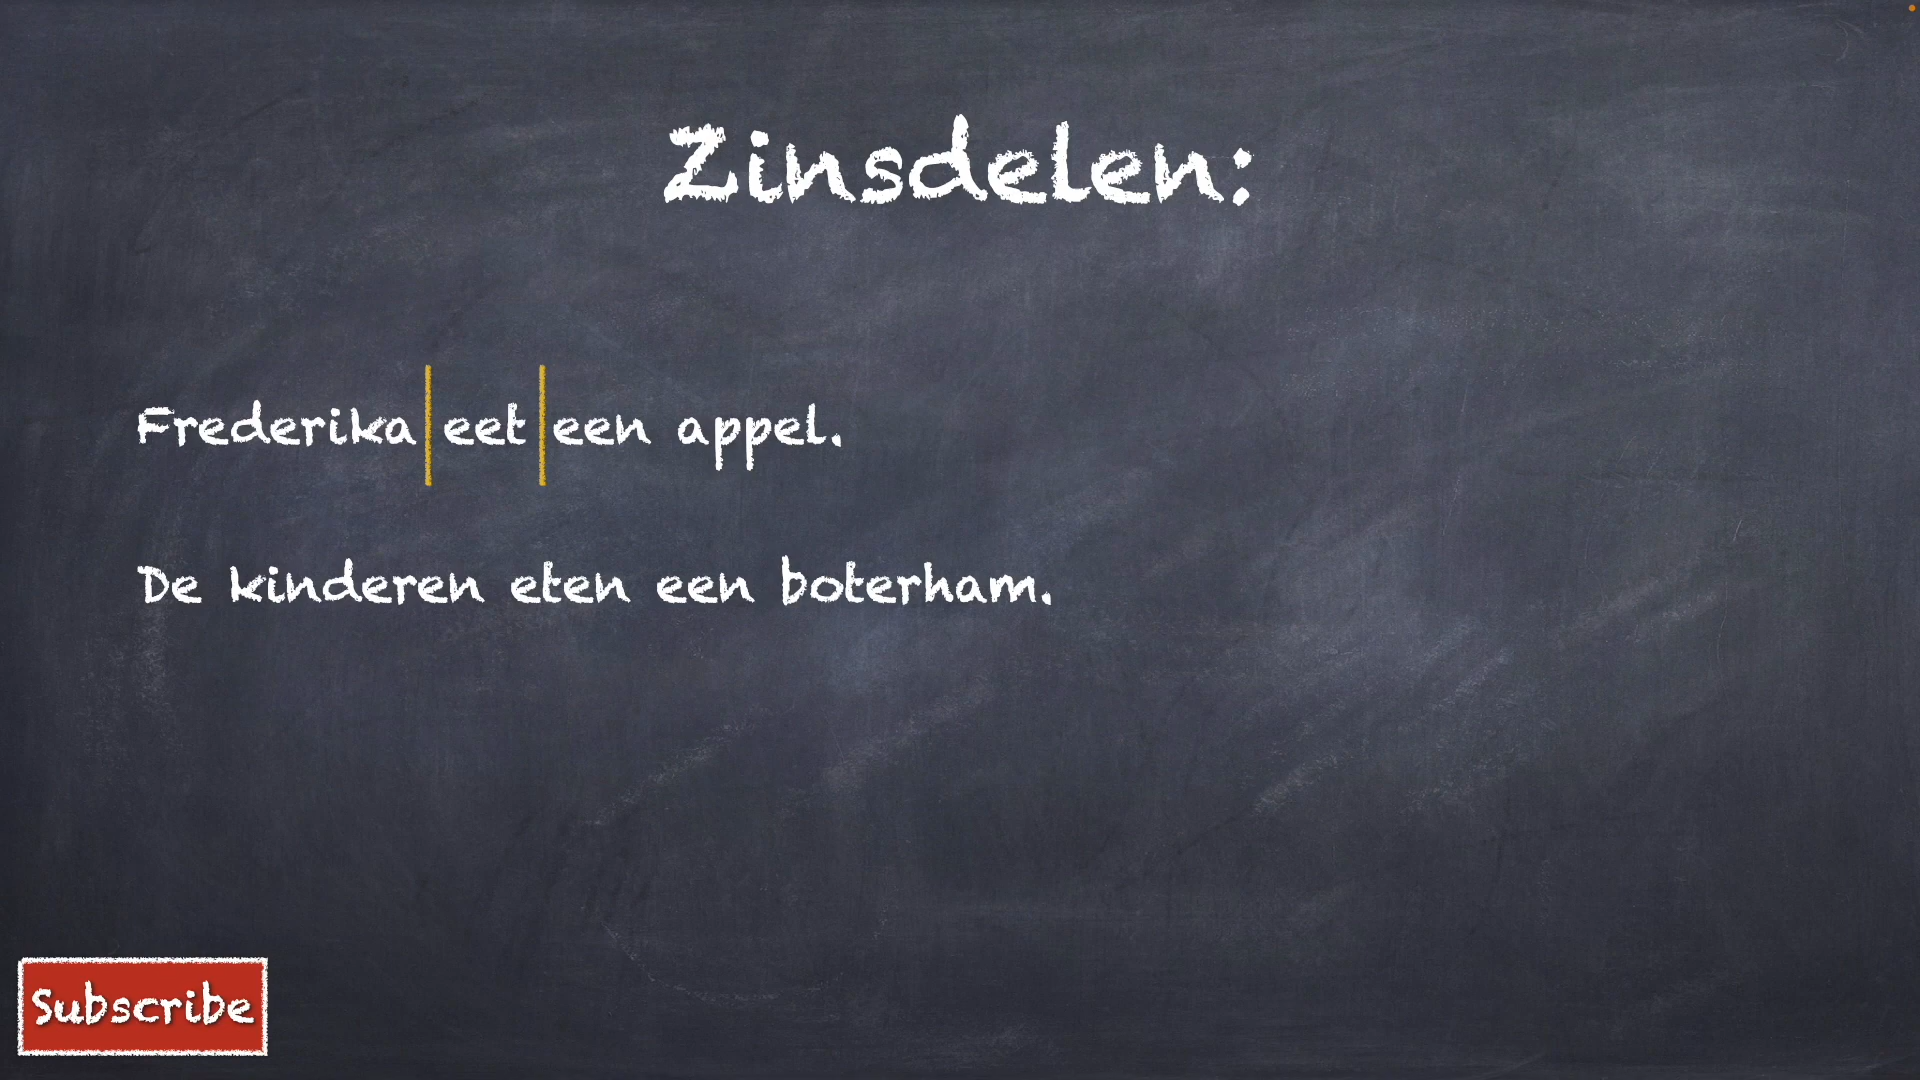 Zinsdelen:
Frederika eet een appel.
De kinderen eten een boterham.
Subscribe